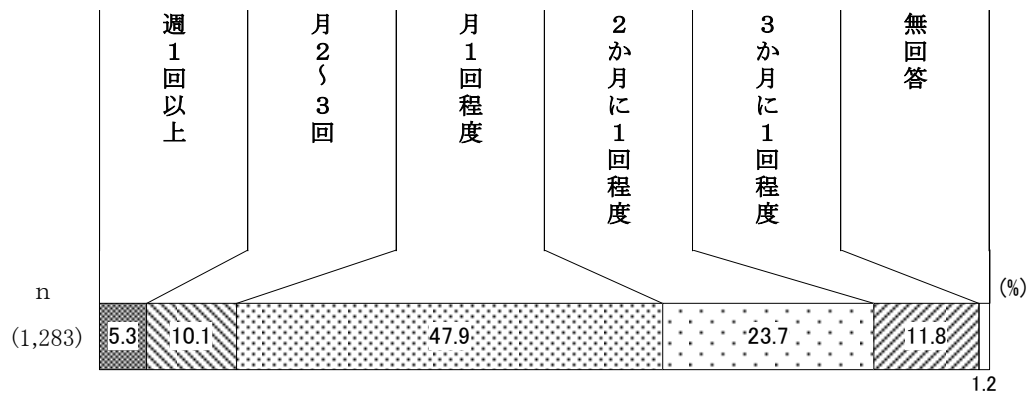 週1回以上
月2～3回
月1回程度
2か月に1回程度
3か月に1回程度
無回答
n
(%)
(1,283)
5.3
10.1
47.9
23.7
11.8
1.2